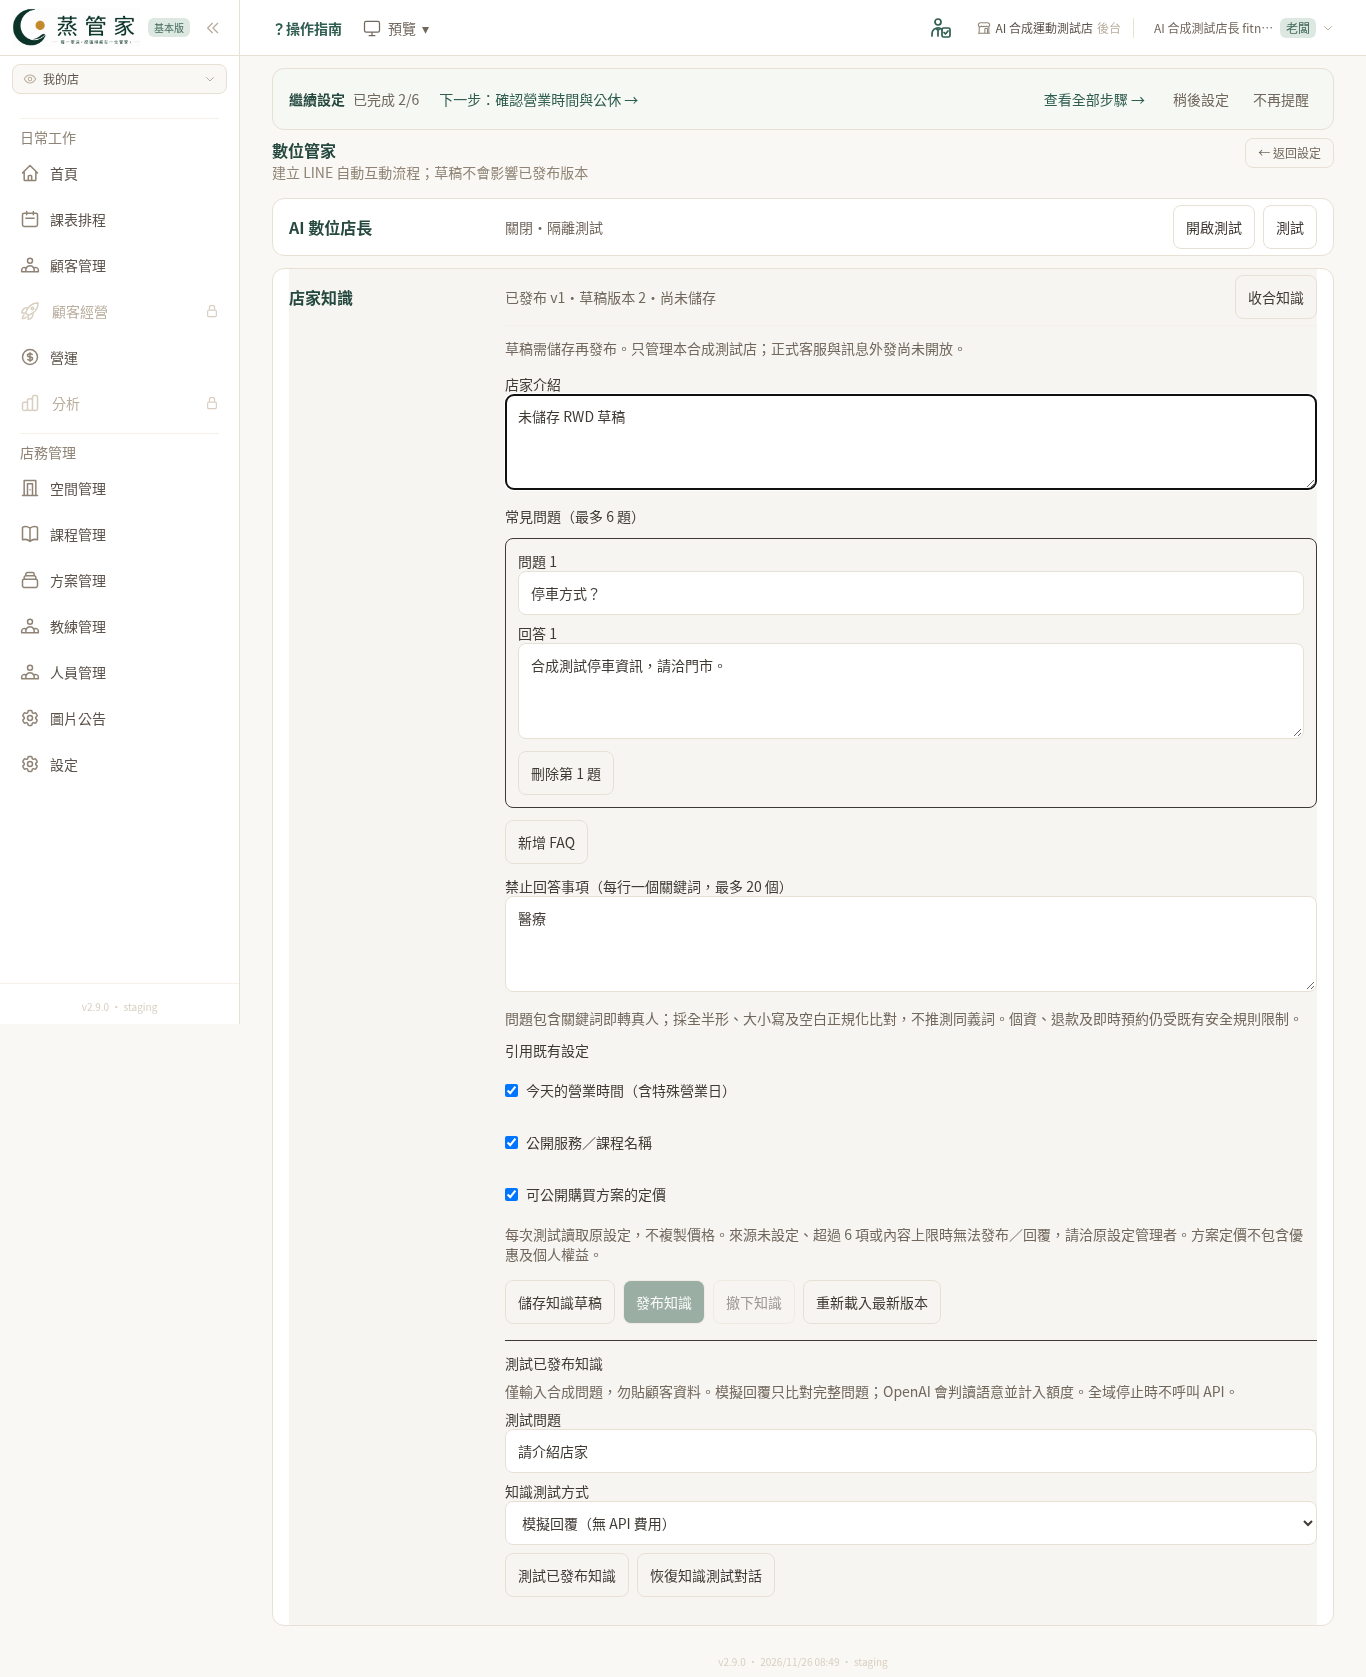 蒸管家
基本版
?操作指南
預覽 ▾
AI 合成運動測試店 後台
AI 合成測試店長 fitn… 老闆
我的店
日常工作
首頁
課表排程
顧客管理
顧客經營
營運
分析
店務管理
空間管理
課程管理
方案管理
教練管理
人員管理
圖片公告
設定
v2.9.0 · staging
繼續設定 已完成 2/6 下一步:確認營業時間與公休→
查看全部步驟→ 稍後設定 不再提醒
數位管家
建立 LINE 自動互動流程;草稿不會影響已發布版本
←返回設定
AI 數位店長
關閉・隔離測試
開啟測試 測試
店家知識
已發布 v1・草稿版本 2・尚未儲存
收合知識
草稿需儲存再發布。只管理本合成測試店;正式客服與訊息外發尚未開放。
店家介紹
未儲存 RWD 草稿
常見問題(最多 6 題)
問題 1
停車方式?
回答 1
合成測試停車資訊,請洽門市。
刪除第 1 題
新增 FAQ
禁止回答事項(每行一個關鍵詞,最多 20 個)
醫療
問題包含關鍵詞即轉真人;採全半形、大小寫及空白正規化比對,不推測同義詞。個資、退款及即時預約仍受既有安全規則限制。
引用既有設定
今天的營業時間(含特殊營業日)
公開服務/課程名稱
可公開購買方案的定價
每次測試讀取原設定,不複製價格。來源未設定、超過 6 項或內容上限時無法發布/回覆,請洽原設定管理者。方案定價不包含優
惠及個人權益。
儲存知識草稿 發布知識 撤下知識 重新載入最新版本
測試已發布知識
僅輸入合成問題,勿貼顧客資料。模擬回覆只比對完整問題;OpenAI 會判讀語意並計入額度。全域停止時不呼叫 API。
測試問題
請介紹店家
知識測試方式
模擬回覆(無 API 費用)
測試已發布知識 恢復知識測試對話
v2.9.0 · 2026/11/26 08:49 · staging